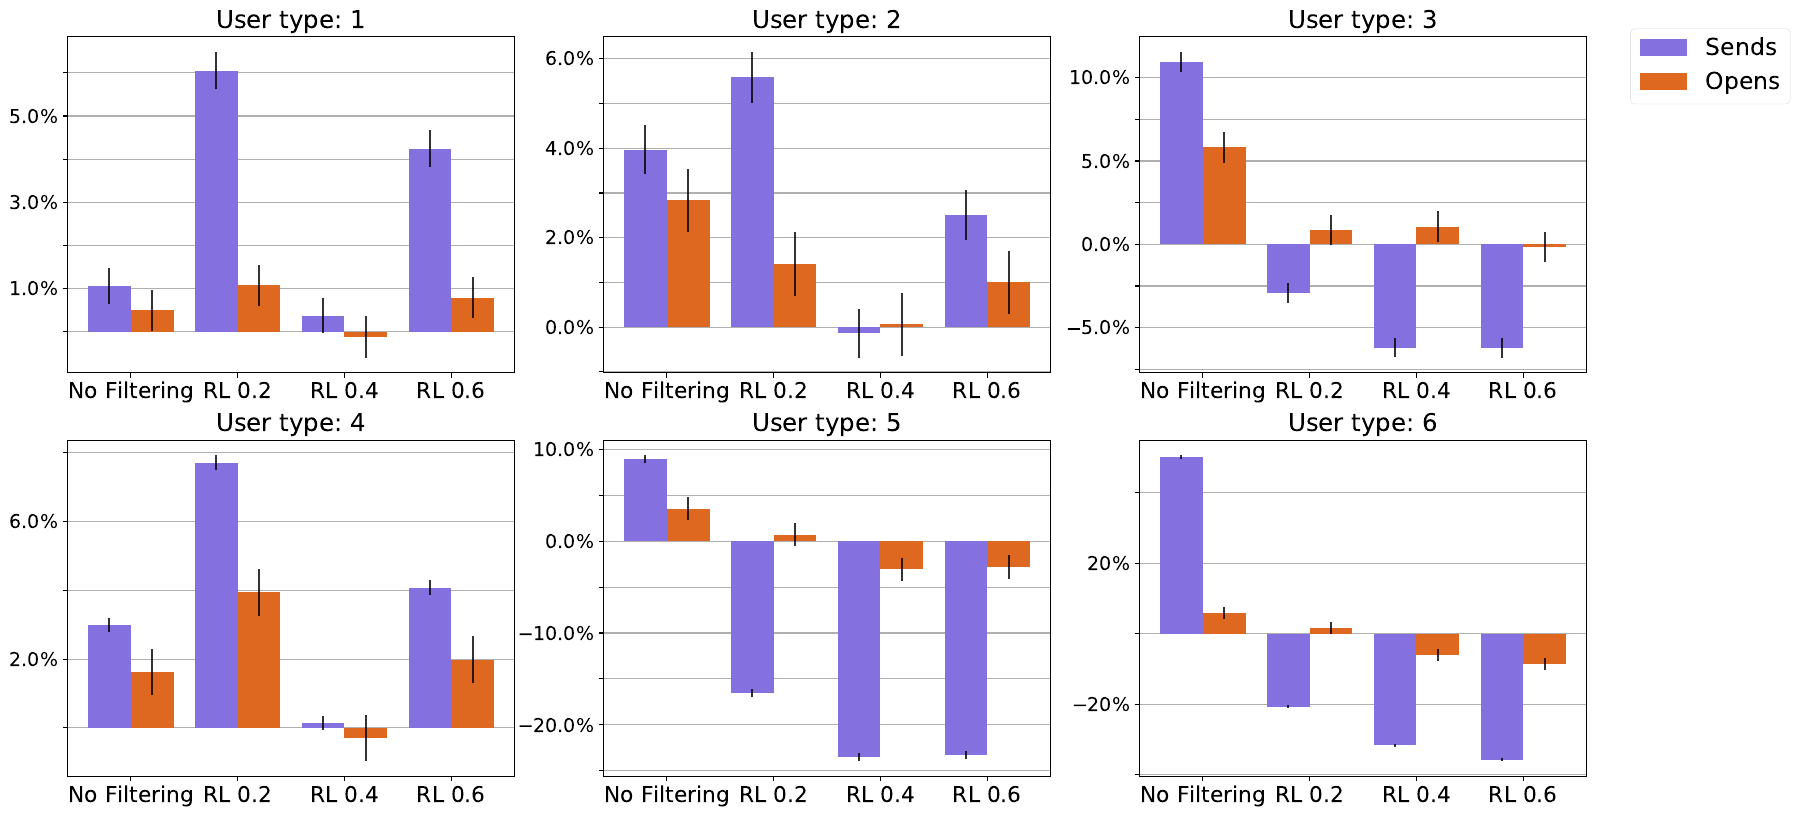 User type: 1
User type: 2
User type: 3
Sends
Opens
5.0%
3.0%
1.0%
6.0%
4.0%
2.0%
0.0%
10.0%
5.0%
0.0%
−5.0%
No Filtering RL 0.2 RL 0.4 RL 0.6
No Filtering RL 0.2 RL 0.4 RL 0.6
No Filtering RL 0.2 RL 0.4 RL 0.6
User type: 4
User type: 5
User type: 6
6.0%
2.0%
10.0%
0.0%
−10.0%
−20.0%
20%
−20%
No Filtering RL 0.2 RL 0.4 RL 0.6
No Filtering RL 0.2 RL 0.4 RL 0.6
No Filtering RL 0.2 RL 0.4 RL 0.6